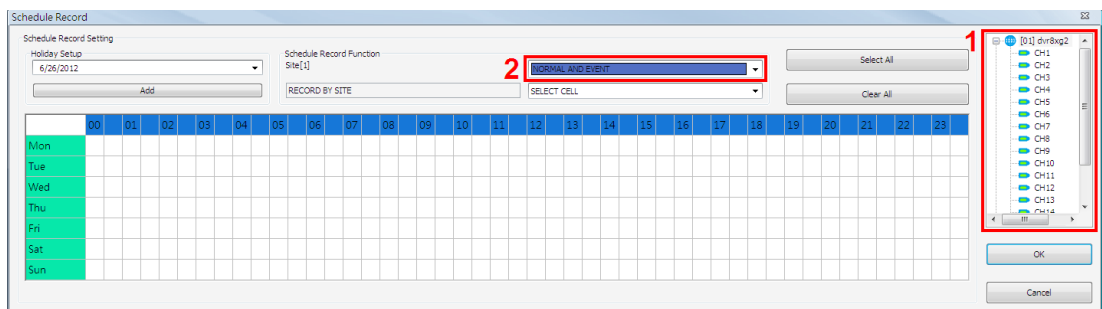 Schedule Record
Schedule Record Setting
Holiday Setup
6/26/2012
Add
Schedule Record Function
Site[1]
RECORD BY SITE
2
NORMAL AND EVENT
SELECT CELL
Select All
Clear All
1
[01] dvr8xg2
CH1
CH2
CH3
CH4
CH5
CH6
CH7
CH8
CH9
CH10
CH11
CH12
CH13
CH14
00 01 02 03 04 05 06 07 08 09 10 11 12 13 14 15 16 17 18 19 20 21 22 23
Mon
Tue
Wed
Thu
Fri
Sat
Sun
OK
Cancel